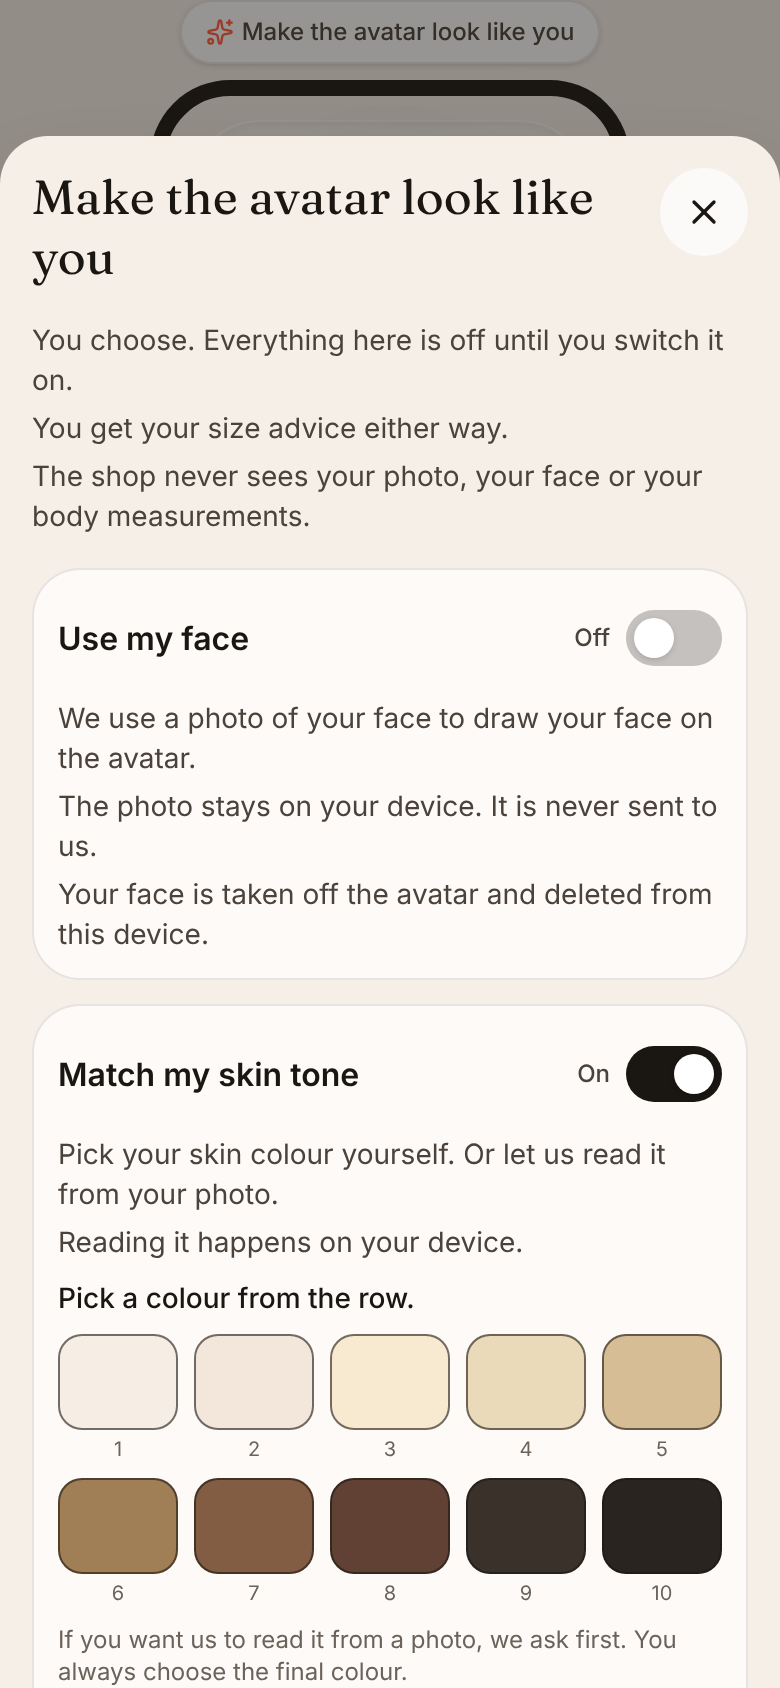 Make the avatar look like you
Make the avatar look like
you
You choose. Everything here is off until you switch it
on.
You get your size advice either way.
The shop never sees your photo, your face or your
body measurements.
Use my face
Off
We use a photo of your face to draw your face on
the avatar.
The photo stays on your device. It is never sent to
us.
Your face is taken off the avatar and deleted from
this device.
Match my skin tone
On
Pick your skin colour yourself. Or let us read it
from your photo.
Reading it happens on your device.
Pick a colour from the row.
1 2 3 4 5
6 7 8 9 10
If you want us to read it from a photo, we ask first. You
always choose the final colour.